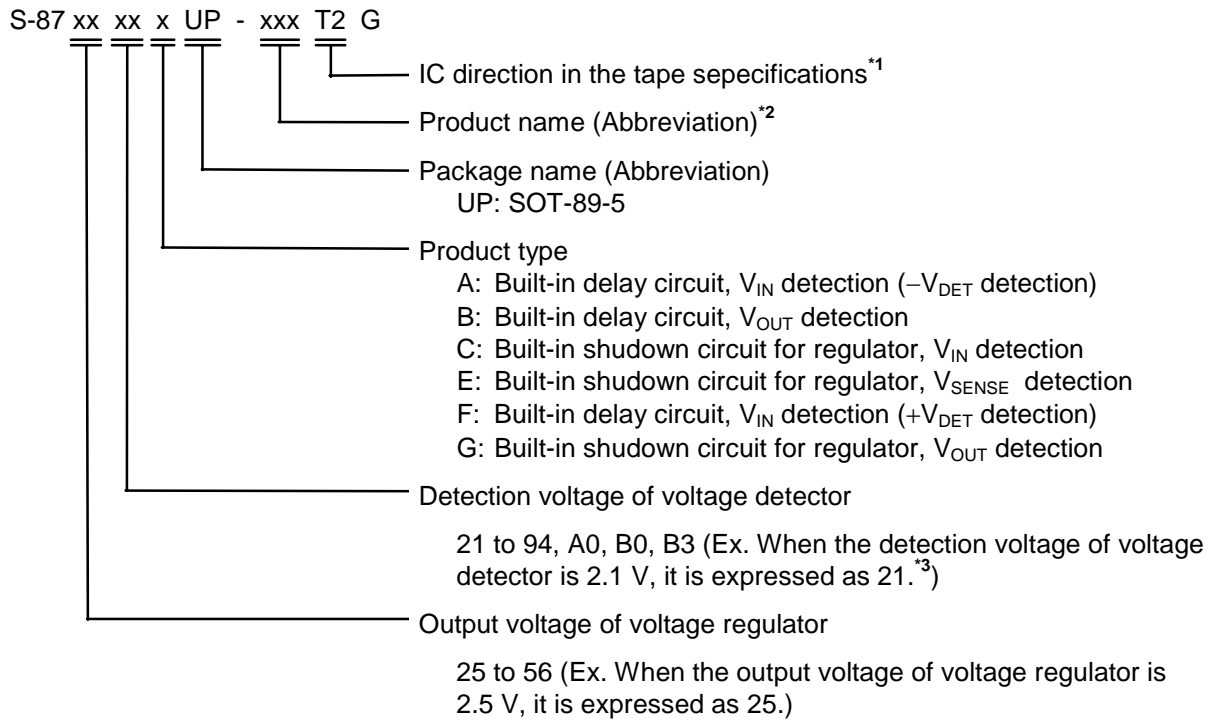 S-87 xx xx x UP - xxx T2 G
IC direction in the tape sepecifications*1
Product name (Abbreviation)*2
Package name (Abbreviation)
UP: SOT-89-5
Product type
A: Built-in delay circuit, VIN detection (−VDET detection)
B: Built-in delay circuit, VOUT detection
C: Built-in shudown circuit for regulator, VIN detection
E: Built-in shudown circuit for regulator, VSENSE detection
F: Built-in delay circuit, VIN detection (+VDET detection)
G: Built-in shudown circuit for regulator, VOUT detection
Detection voltage of voltage detector
21 to 94, A0, B0, B3 (Ex. When the detection voltage of voltage
detector is 2.1 V, it is expressed as 21.*3)
Output voltage of voltage regulator
25 to 56 (Ex. When the output voltage of voltage regulator is
2.5 V, it is expressed as 25.)